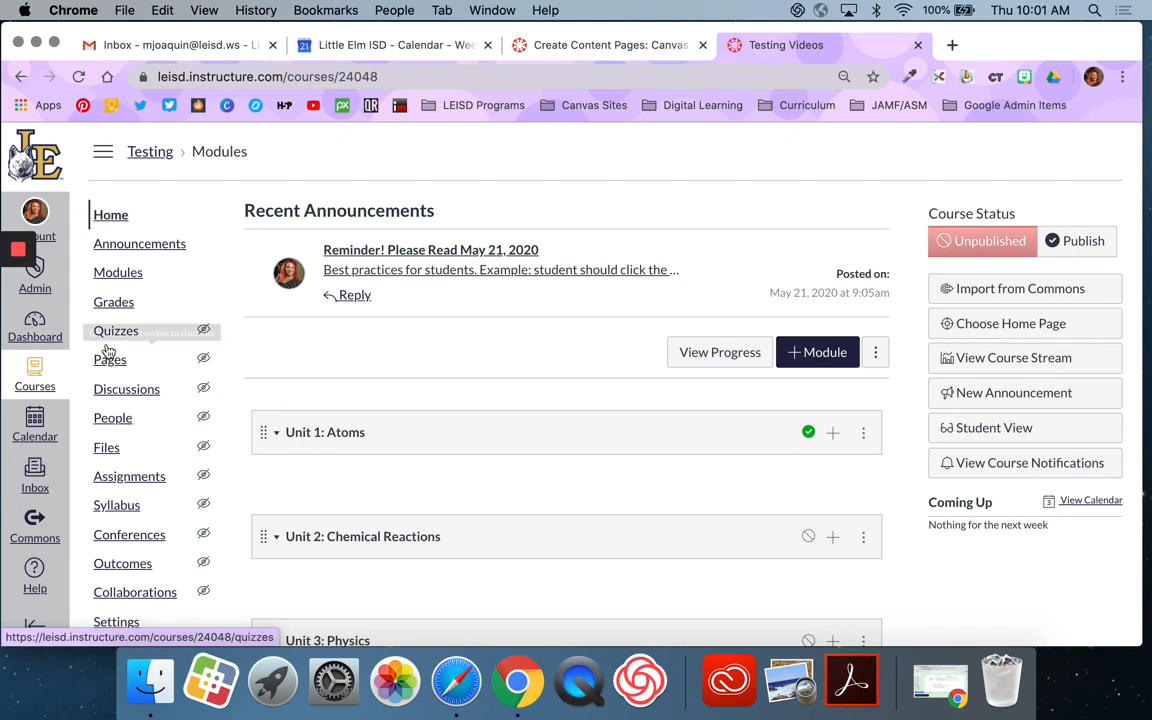 Chrome File Edit View History Bookmarks People Tab Window Help 100% Thu 10:01 AM
Inbox - mjoaquin@leisd.ws - Li Little Elm ISD - Calendar - Wee Create Content Pages: Canvas Testing Videos
leisd.instructure.com/courses/24048
Apps LEISD Programs Canvas Sites Digital Learning Curriculum JAMF/ASM Google Admin Items
Testing › Modules
Home
Announcements
Modules
Grades
Quizzes
Pages
Discussions
People
Files
Assignments
Syllabus
Conferences
Outcomes
Collaborations
Settings
Admin
Dashboard
Courses
Calendar
Inbox
Commons
Help
Recent Announcements
Reminder! Please Read May 21, 2020
Best practices for students. Example: student should click the ...
Reply
Posted on:
May 21, 2020 at 9:05am
View Progress + Module
Unit 1: Atoms
Unit 2: Chemical Reactions
Unit 3: Physics
Course Status
Unpublished Publish
Import from Commons
Choose Home Page
View Course Stream
New Announcement
Student View
View Course Notifications
Coming Up View Calendar
Nothing for the next week
https://leisd.instructure.com/courses/24048/quizzes